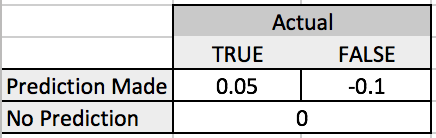 Actual
TRUE FALSE
Prediction Made 0.05 -0.1
No Prediction 0